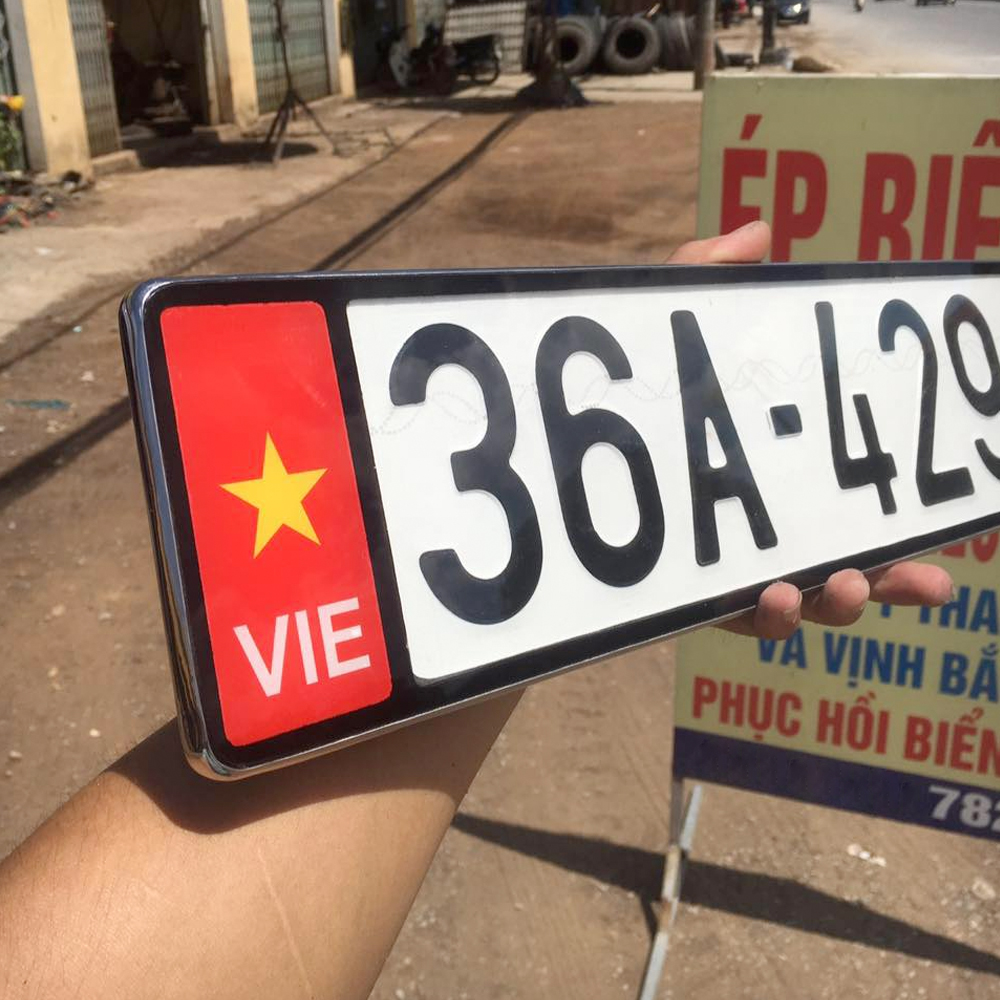 VIE
36A-429
ÉP BIỂ
VÀ VỊNH BẮ
PHỤC HỒI BIỂN
782